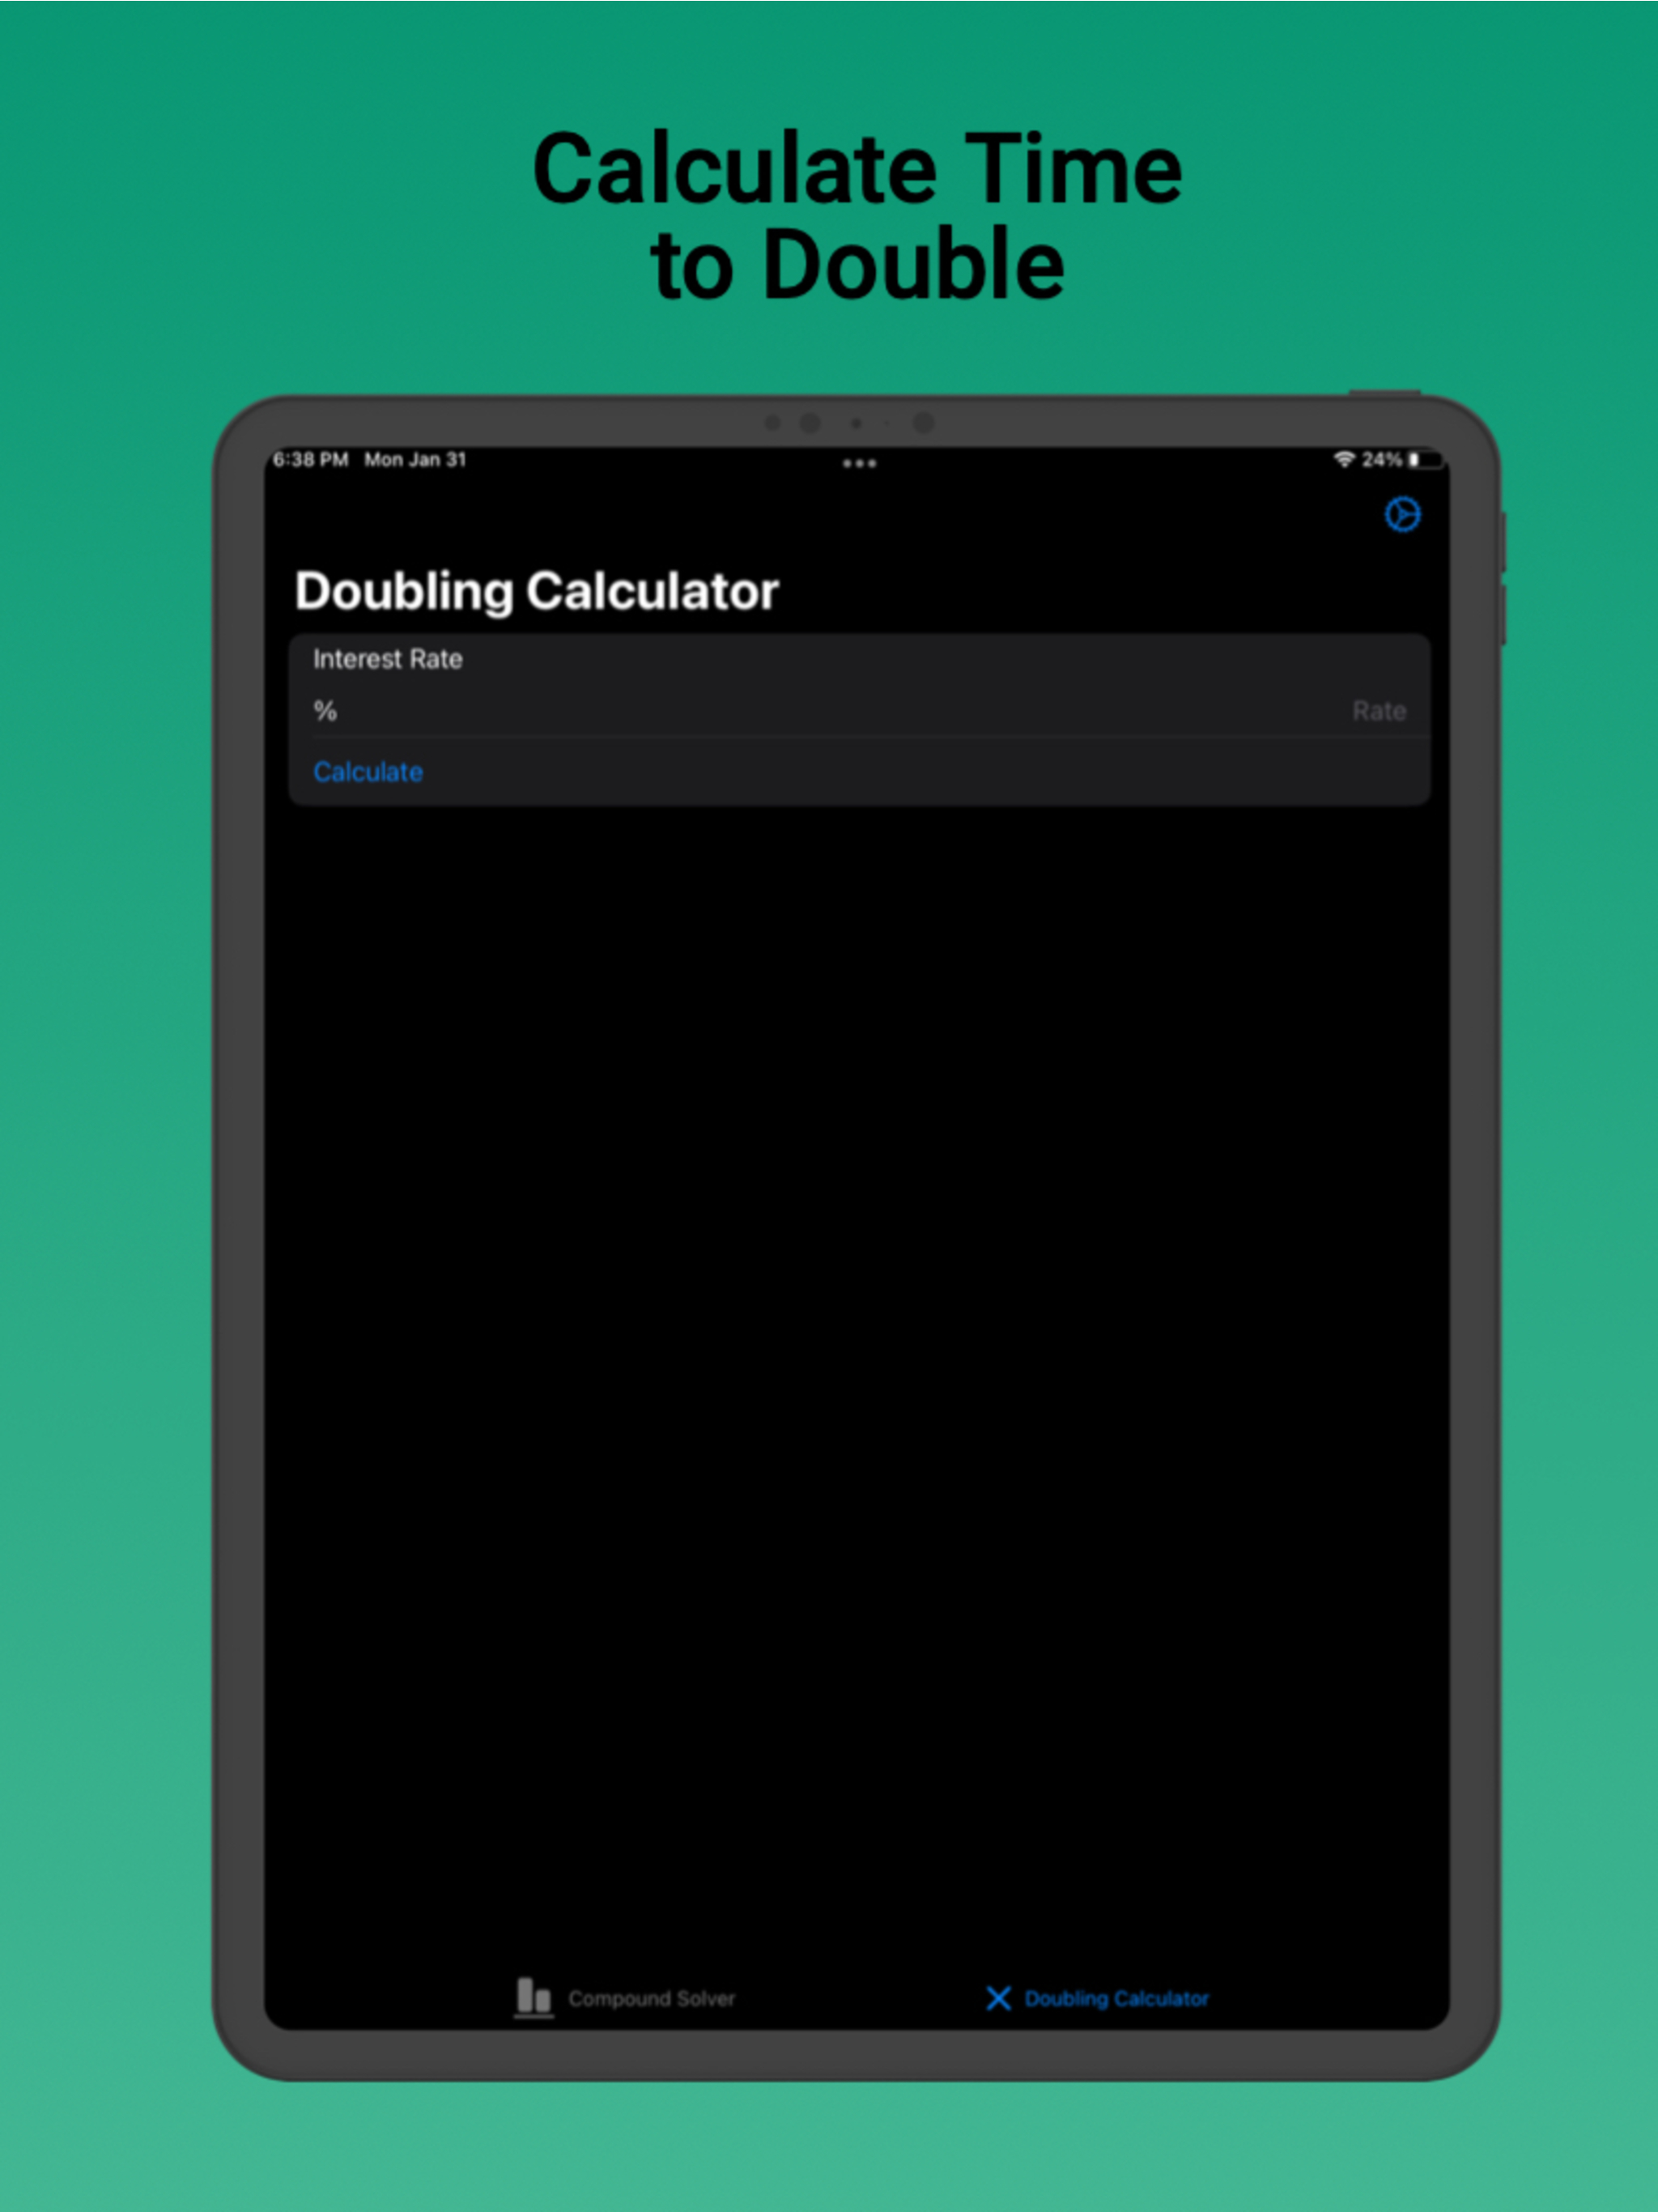 Calculate Time
to Double
6:38 PM Mon Jan 31
24%
Doubling Calculator
Interest Rate
% Rate
Calculate
Compound Solver Doubling Calculator